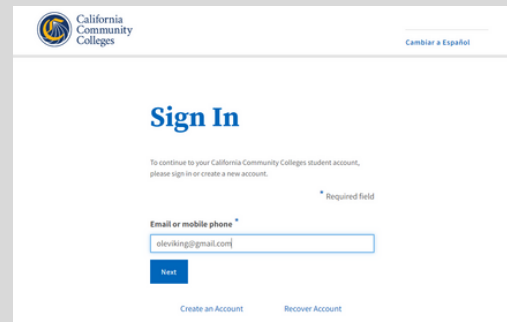 California
Community
Colleges
Cambiar a Español
Sign In
To continue to your California Community Colleges student account,
please sign in or create a new account.
* Required field
Email or mobile phone *
oleviking@gmail.com
Next
Create an Account Recover Account